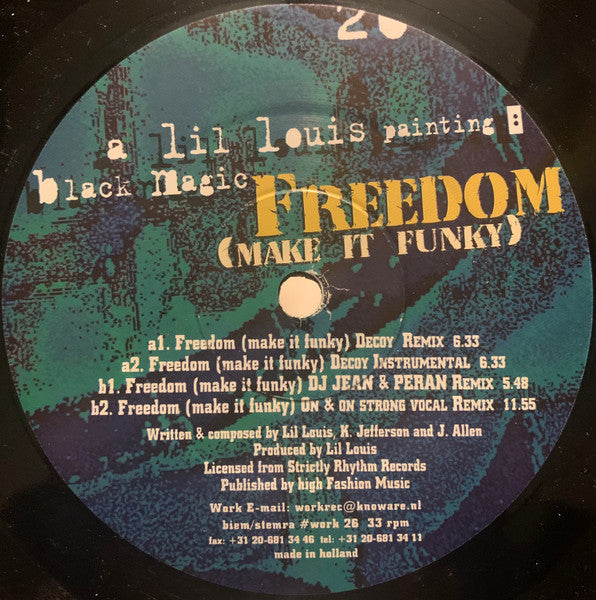 26
a lil louis painting:
black Magic
FREEDOM
(MAKE IT FUNKY)
a1. Freedom (make it funky) DECOY REMIX 6.33
a2. Freedom (make it funky) DECOY INSTRUMENTAL 6.33
b1. Freedom (make it funky) DJ JEAN & PERAN REMIX 5.48
b2. Freedom (make it funky) ON & ON STRONG VOCAL REMIX 11.55
Written & composed by Lil Louis, K. Jefferson and J. Allen
Produced by Lil Louis
Licensed from Strictly Rhythm Records
Published by high Fashion Music
Work E-mail: workrec@knoware.nl
biem/stemra #work 26 33 rpm
fax: +31 20-681 34 46 tel: +31 20-681 34 11
made in holland